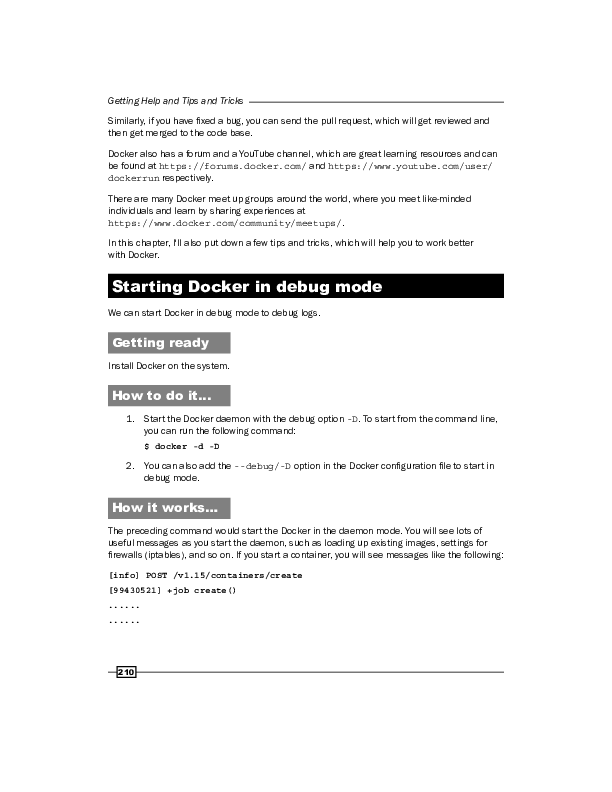 Getting Help and Tips and Tricks
Similarly, if you have fixed a bug, you can send the pull request, which will get reviewed and
then get merged to the code base.
Docker also has a forum and a YouTube channel, which are great learning resources and can
be found at https://forums.docker.com/ and https://www.youtube.com/user/
dockerrun respectively.
There are many Docker meet up groups around the world, where you meet like-minded
individuals and learn by sharing experiences at
https://www.docker.com/community/meetups/.
In this chapter, I'll also put down a few tips and tricks, which will help you to work better
with Docker.
Starting Docker in debug mode
We can start Docker in debug mode to debug logs.
Getting ready
Install Docker on the system.
How to do it...
1. Start the Docker daemon with the debug option -D. To start from the command line,
you can run the following command:
$ docker -d -D
2. You can also add the --debug/-D option in the Docker configuration file to start in
debug mode.
How it works...
The preceding command would start the Docker in the daemon mode. You will see lots of
useful messages as you start the daemon, such as loading up existing images, settings for
firewalls (iptables), and so on. If you start a container, you will see messages like the following:
[info] POST /v1.15/containers/create
[99430521] +job create()
......
......
210